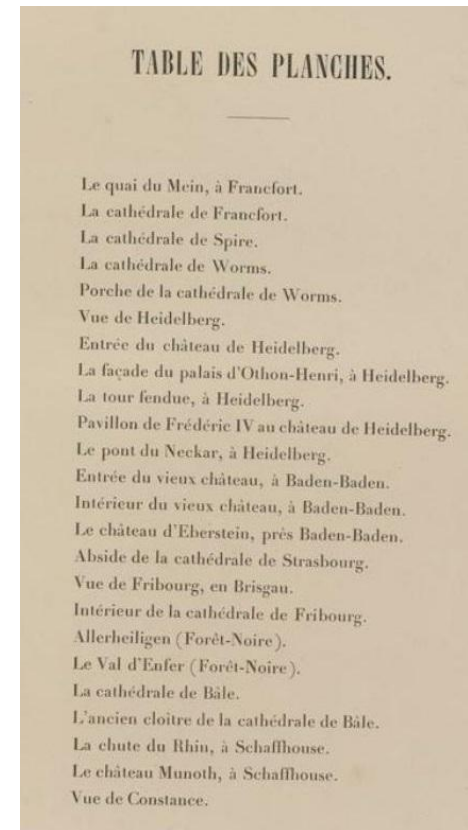 TABLE DES PLANCHES.
Le quai du Mein, à Francfort.
La cathédrale de Francfort.
La cathédrale de Spire.
La cathédrale de Worms.
Porche de la cathédrale de Worms.
Vue de Heidelberg.
Entrée du château de Heidelberg.
La façade du palais d'Othon-Henri, à Heidelberg.
La tour fendue, à Heidelberg.
Pavillon de Frédéric IV au château de Heidelberg.
Le pont du Neckar, à Heidelberg.
Entrée du vieux château, à Baden-Baden.
Intérieur du vieux château, à Baden-Baden.
Le château d'Eberstein, près Baden-Baden.
Abside de la cathédrale de Strasbourg.
Vue de Fribourg, en Brisgau.
Intérieur de la cathédrale de Fribourg.
Allerheiligen (Forêt-Noire).
Le Val d'Enfer (Forêt-Noire).
La cathédrale de Bâle.
L'ancien cloître de la cathédrale de Bâle.
La chute du Rhin, à Schaffhouse.
Le château Munoth, à Schaffhouse.
Vue de Constance.